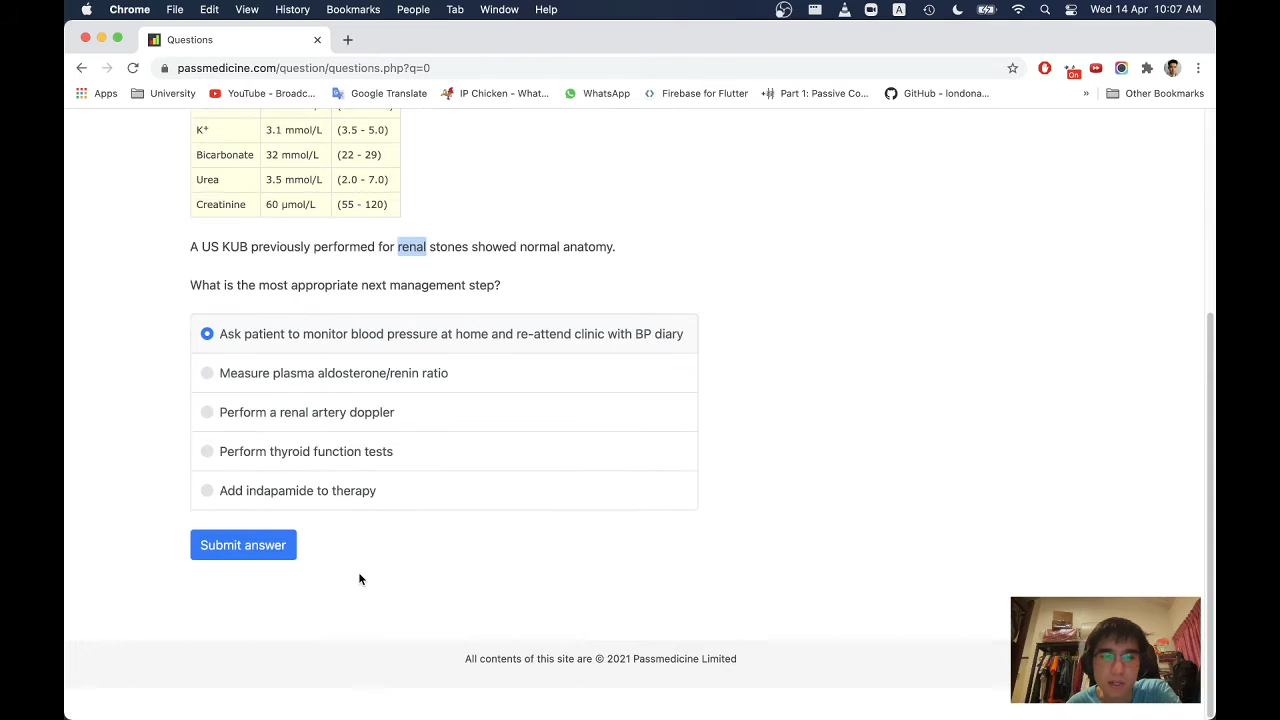 Chrome File Edit View History Bookmarks People Tab Window Help A Wed 14 Apr 10:07 AM
Questions
passmedicine.com/question/questions.php?q=0 On
Apps University YouTube – Broadc... Google Translate IP Chicken - What... WhatsApp Firebase for Flutter Part 1: Passive Co... GitHub - londona... » Other Bookmarks
K⁺ 3.1 mmol/L (3.5 - 5.0)
Bicarbonate 32 mmol/L (22 - 29)
Urea 3.5 mmol/L (2.0 - 7.0)
Creatinine 60 µmol/L (55 - 120)
A US KUB previously performed for renal stones showed normal anatomy.
What is the most appropriate next management step?
Ask patient to monitor blood pressure at home and re-attend clinic with BP diary
Measure plasma aldosterone/renin ratio
Perform a renal artery doppler
Perform thyroid function tests
Add indapamide to therapy
Submit answer
All contents of this site are © 2021 Passmedicine Limited